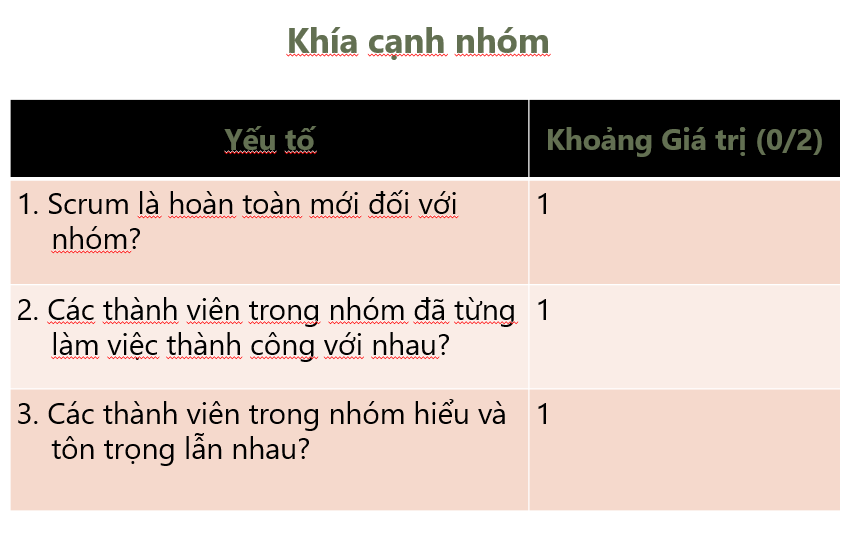 Khía cạnh nhóm
Yếu tố
Khoảng Giá trị (0/2)
1. Scrum là hoàn toàn mới đối với
nhóm?
1
2. Các thành viên trong nhóm đã từng
làm việc thành công với nhau?
1
3. Các thành viên trong nhóm hiểu và
tôn trọng lẫn nhau?
1